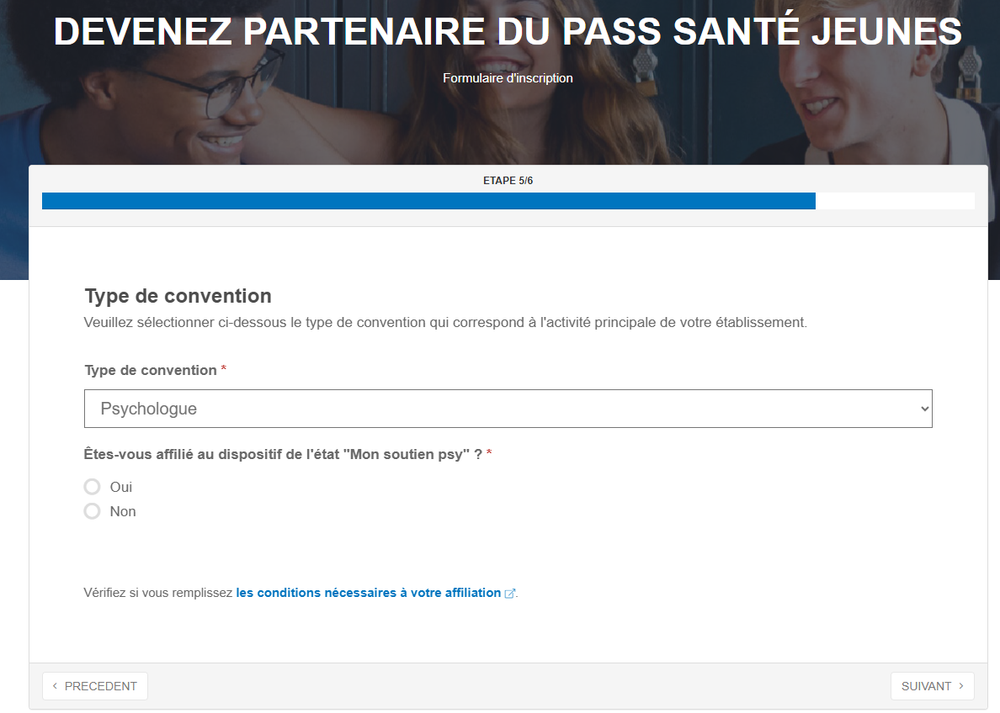 DEVENEZ PARTENAIRE DU PASS SANTÉ JEUNES
Formulaire d'inscription
ETAPE 5/6
Type de convention
Veuillez sélectionner ci-dessous le type de convention qui correspond à l'activité principale de votre établissement.
Type de convention *
Psychologue
Êtes-vous affilié au dispositif de l'état "Mon soutien psy" ? *
Oui
Non
Vérifiez si vous remplissez les conditions nécessaires à votre affiliation.
PRECEDENT
SUIVANT